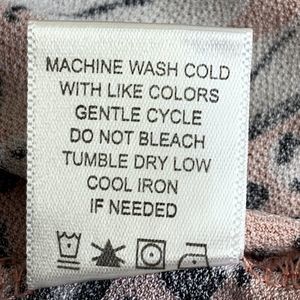 MACHINE WASH COLD
WITH LIKE COLORS
GENTLE CYCLE
DO NOT BLEACH
TUMBLE DRY LOW
COOL IRON
IF NEEDED